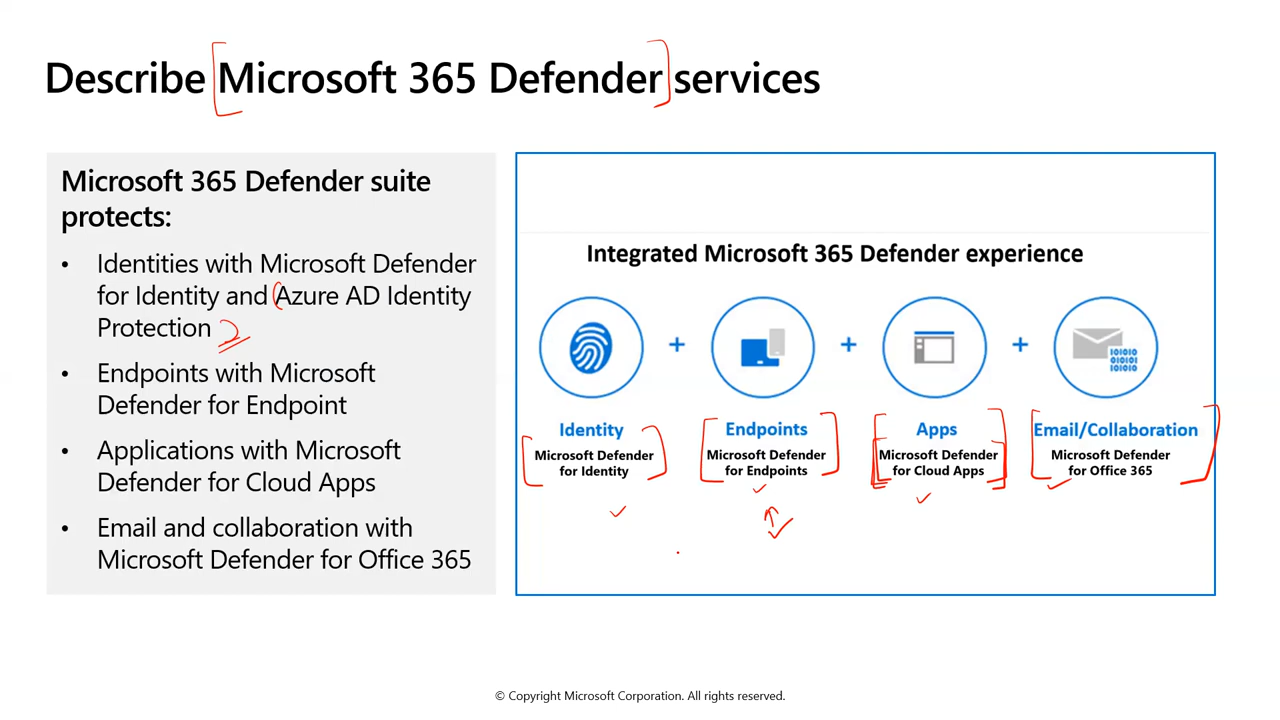 Describe Microsoft 365 Defender services
Microsoft 365 Defender suite
protects:
• Identities with Microsoft Defender
for Identity and Azure AD Identity
Protection
• Endpoints with Microsoft
Defender for Endpoint
• Applications with Microsoft
Defender for Cloud Apps
• Email and collaboration with
Microsoft Defender for Office 365
Integrated Microsoft 365 Defender experience
+ + +
010101
010101
101010
Identity
Microsoft Defender
for Identity
Endpoints
Microsoft Defender
for Endpoints
Apps
Microsoft Defender
for Cloud Apps
Email/Collaboration
Microsoft Defender
for Office 365
© Copyright Microsoft Corporation. All rights reserved.